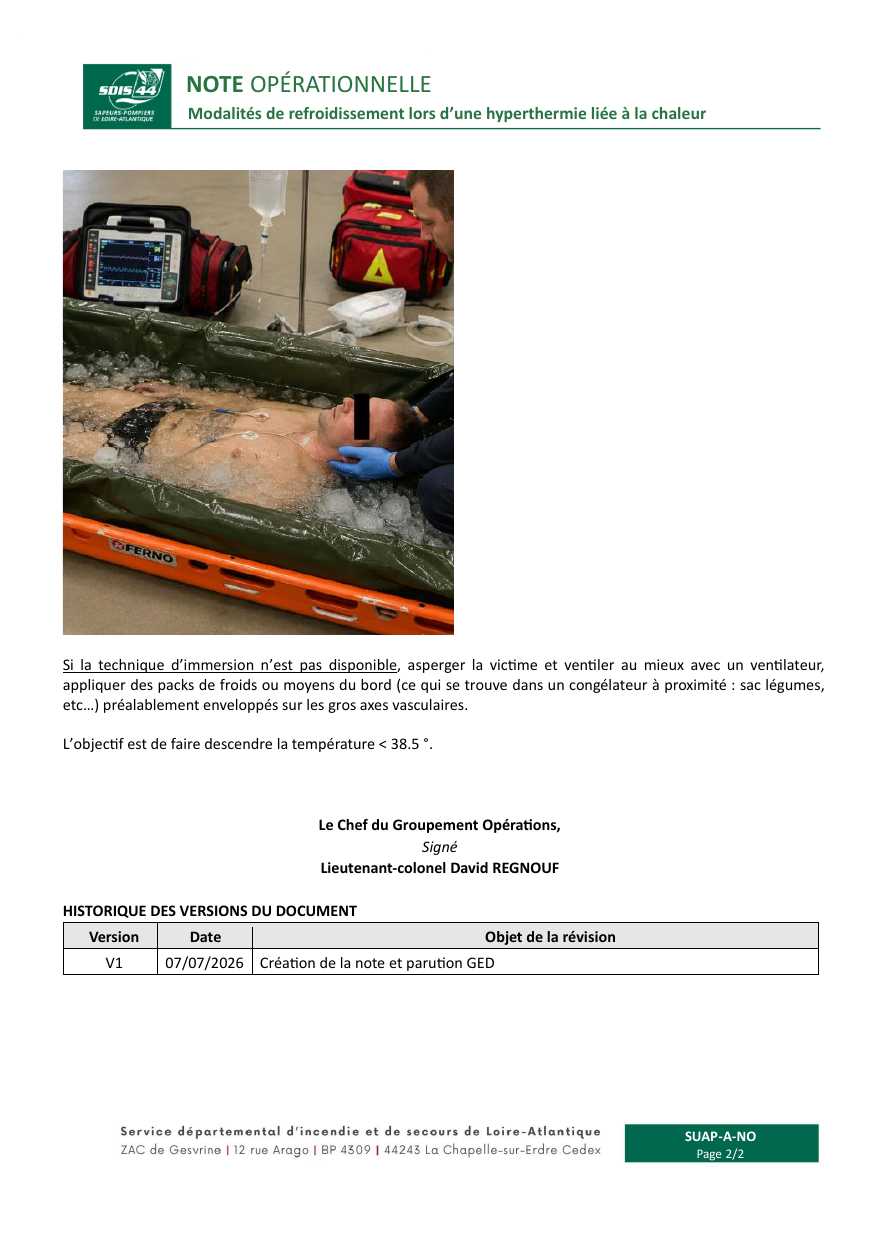 SDIS 44
SAPEURS-POMPIERS
DE LOIRE-ATLANTIQUE
NOTE OPÉRATIONNELLE
Modalités de refroidissement lors d’une hyperthermie liée à la chaleur
FERNO
Si la technique d’immersion n’est pas disponible, asperger la victime et ventiler au mieux avec un ventilateur,
appliquer des packs de froids ou moyens du bord (ce qui se trouve dans un congélateur à proximité : sac légumes,
etc…) préalablement enveloppés sur les gros axes vasculaires.
L’objectif est de faire descendre la température < 38.5 °.
Le Chef du Groupement Opérations,
Signé
Lieutenant-colonel David REGNOUF
HISTORIQUE DES VERSIONS DU DOCUMENT
Version Date Objet de la révision
V1 07/07/2026 Création de la note et parution GED
Service départemental d’incendie et de secours de Loire-Atlantique
ZAC de Gesvrine | 12 rue Arago | BP 4309 | 44243 La Chapelle-sur-Erdre Cedex
SUAP-A-NO
Page 2/2